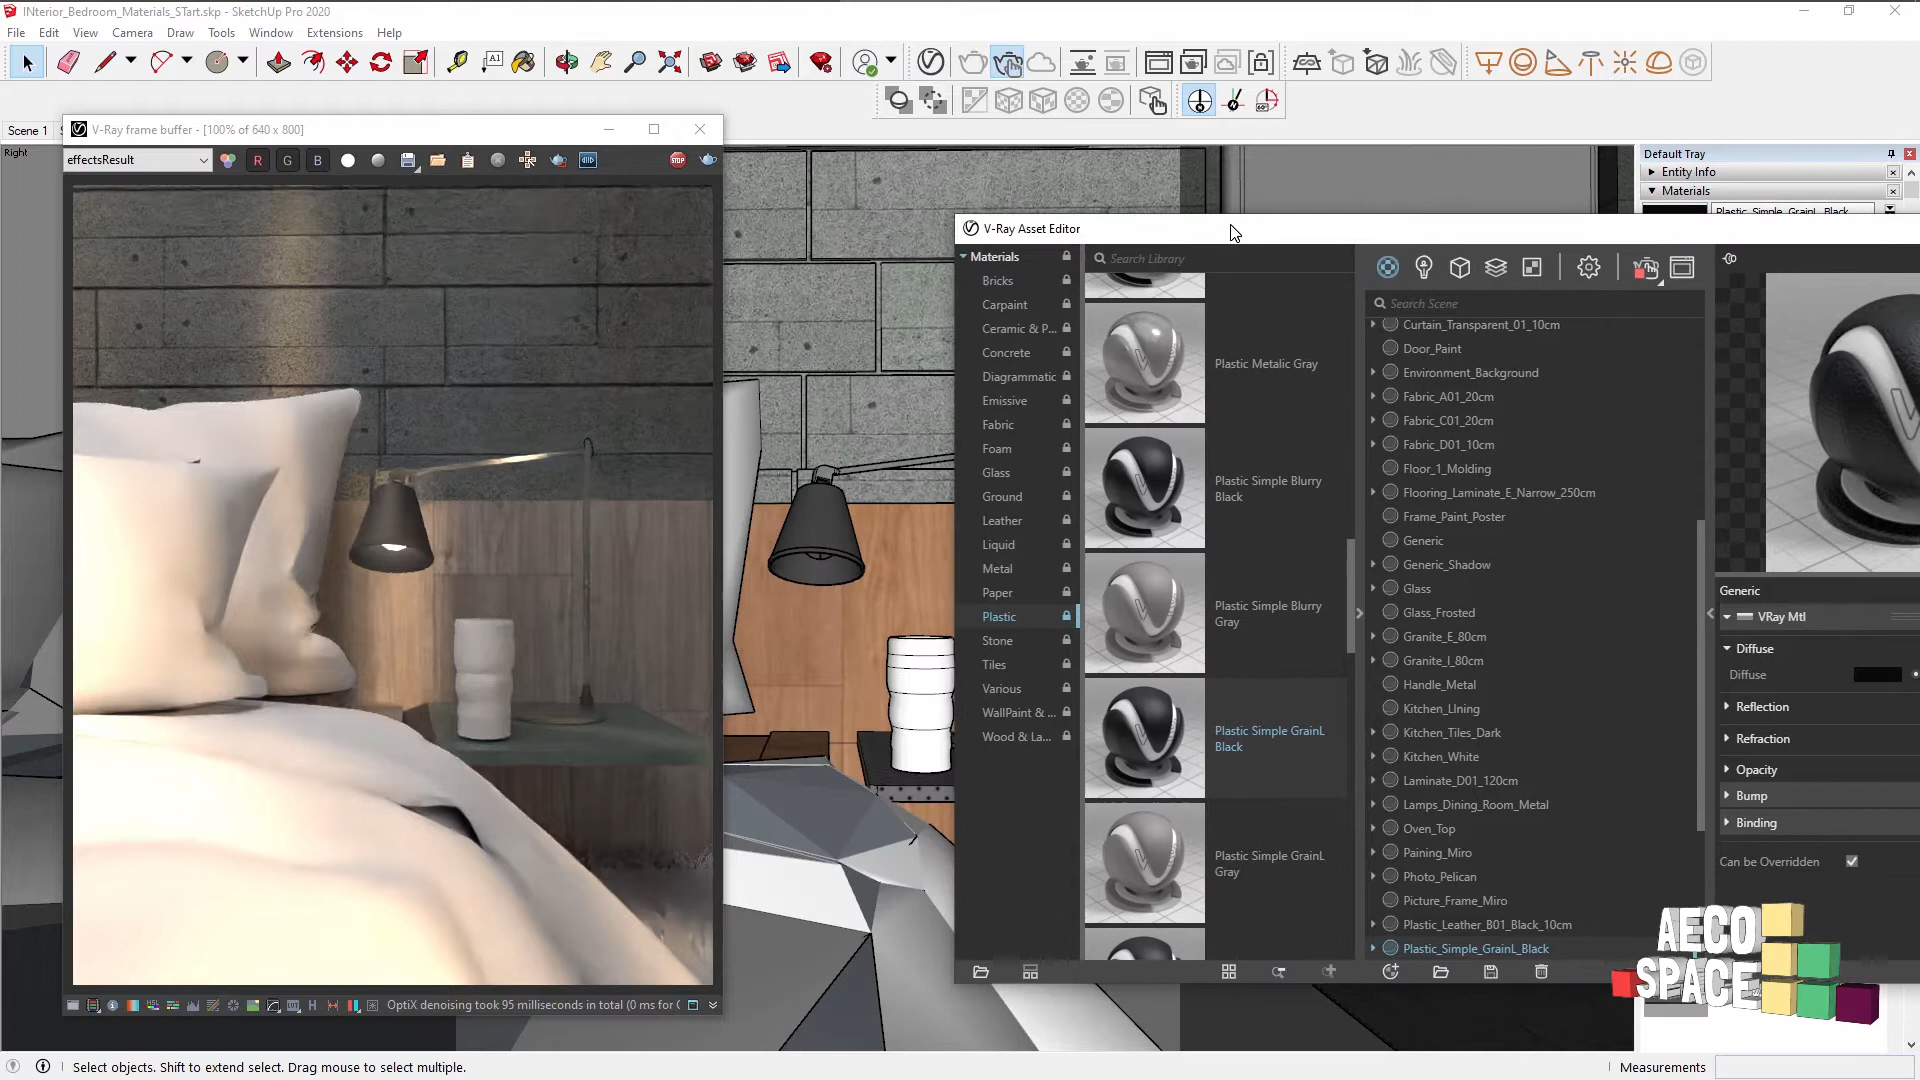 INterior_Bedroom_Materials_STart.skp - SketchUp Pro 2020
File Edit View Camera Draw Tools Window Extensions Help
A1
Scene 1
Right
V-Ray frame buffer - [100% of 640 x 800]
effectsResult
R G B
STOP
OptiX denoising took 95 milliseconds in total (0 ms for
Default Tray
Entity Info
Materials
Plastic_Simple_GrainL_Black
V-Ray Asset Editor
Materials
Bricks
Carpaint
Ceramic & P...
Concrete
Diagrammatic
Emissive
Fabric
Foam
Glass
Ground
Leather
Liquid
Metal
Paper
Plastic
Stone
Tiles
Various
WallPaint & ...
Wood & La...
Search Library
Plastic Metalic Gray
Plastic Simple Blurry
Black
Plastic Simple Blurry
Gray
Plastic Simple GrainL
Black
Plastic Simple GrainL
Gray
Search Scene
Curtain_Transparent_01_10cm
Door_Paint
Environment_Background
Fabric_A01_20cm
Fabric_C01_20cm
Fabric_D01_10cm
Floor_1_Molding
Flooring_Laminate_E_Narrow_250cm
Frame_Paint_Poster
Generic
Generic_Shadow
Glass
Glass_Frosted
Granite_E_80cm
Granite_I_80cm
Handle_Metal
Kitchen_LIning
Kitchen_Tiles_Dark
Kitchen_White
Laminate_D01_120cm
Lamps_Dining_Room_Metal
Oven_Top
Paining_Miro
Photo_Pelican
Picture_Frame_Miro
Plastic_Leather_B01_Black_10cm
Plastic_Simple_GrainL_Black
Generic
VRay Mtl
Diffuse
Diffuse
Reflection
Refraction
Opacity
Bump
Binding
Can be Overridden
AECO
SPACE
Select objects. Shift to extend select. Drag mouse to select multiple.
Measurements